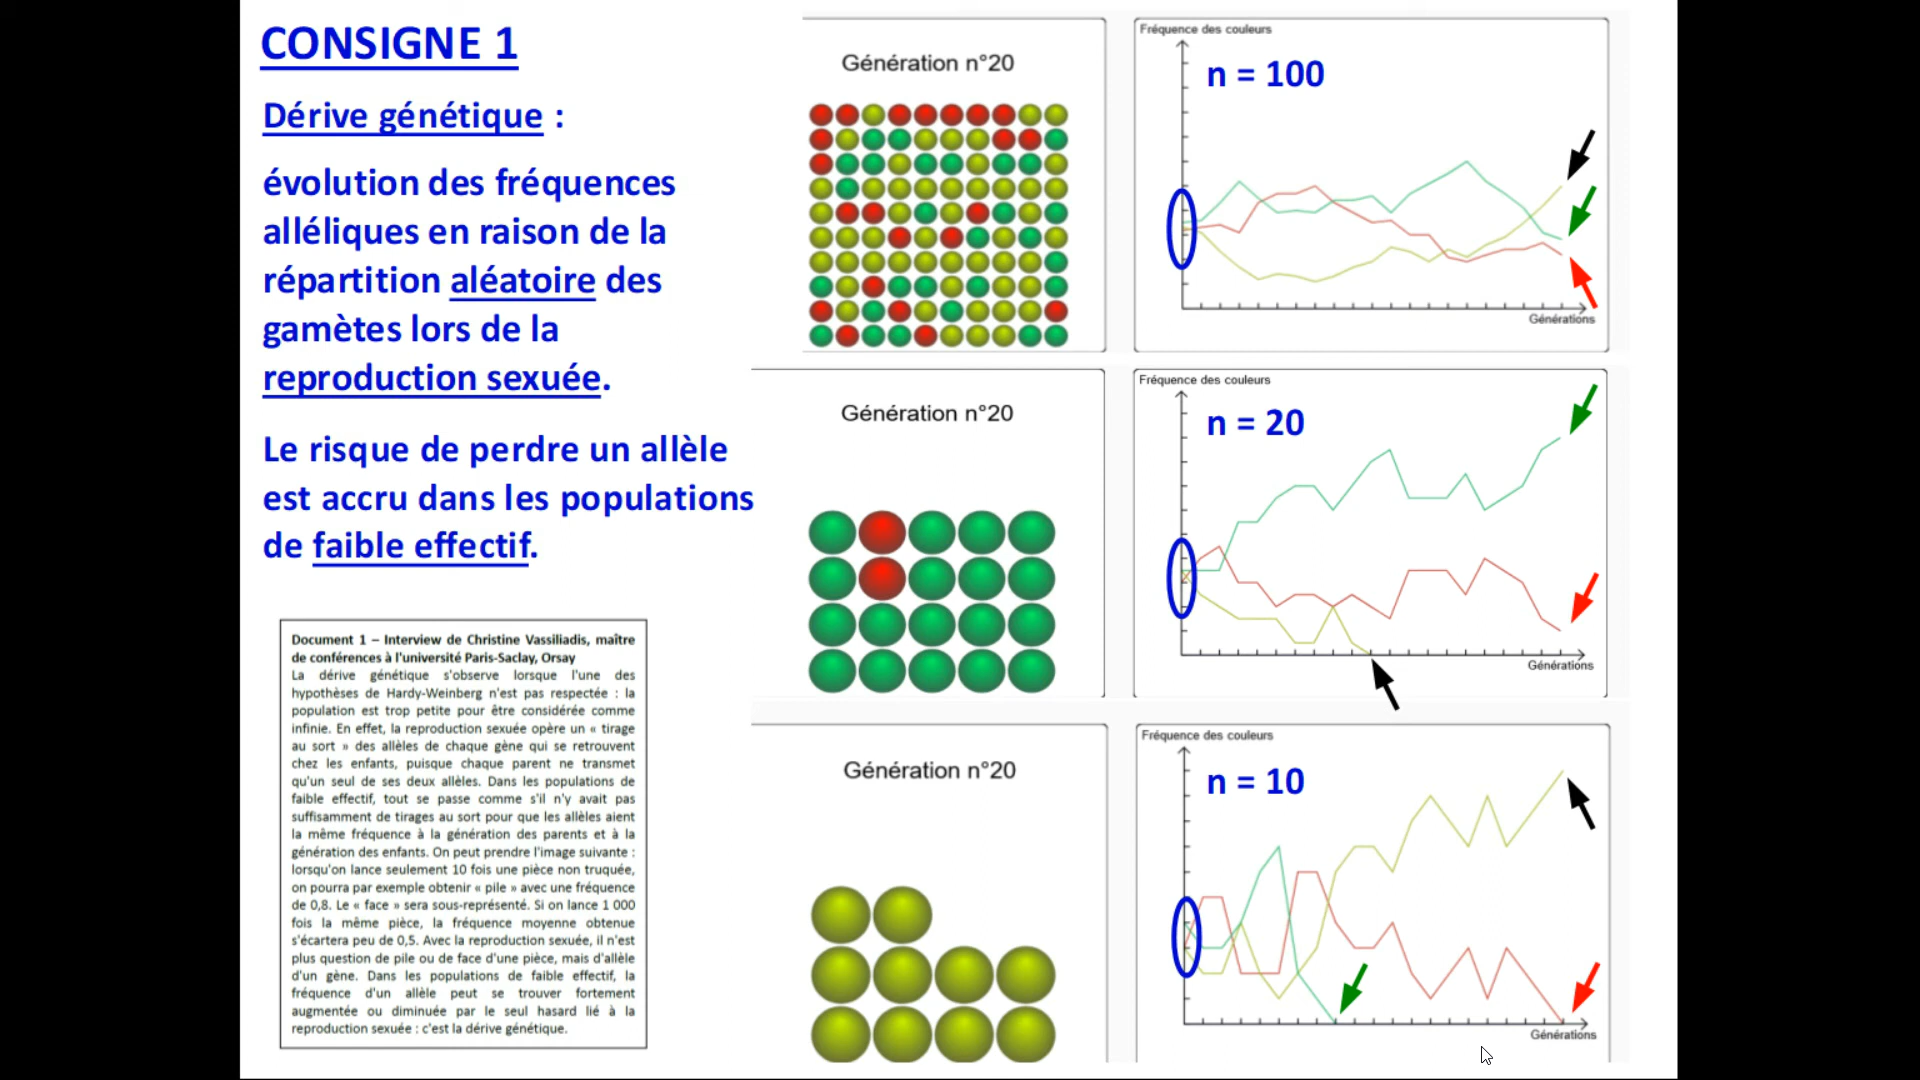 CONSIGNE 1
Dérive génétique :
évolution des fréquences
alléliques en raison de la
répartition aléatoire des
gamètes lors de la
reproduction sexuée.
Le risque de perdre un allèle
est accru dans les populations
de faible effectif.
Document 1 – Interview de Christine Vassiliadis, maître
de conférences à l'université Paris-Saclay, Orsay
La dérive génétique s'observe lorsque l'une des
hypothèses de Hardy-Weinberg n'est pas respectée : la
population est trop petite pour être considérée comme
infinie. En effet, la reproduction sexuée opère un « tirage
au sort » des allèles de chaque gène qui se retrouvent
chez les enfants, puisque chaque parent ne transmet
qu'un seul de ses deux allèles. Dans les populations de
faible effectif, tout se passe comme s'il n'y avait pas
suffisamment de tirages au sort pour que les allèles aient
la même fréquence à la génération des parents et à la
génération des enfants. On peut prendre l'image suivante :
lorsqu'on lance seulement 10 fois une pièce non truquée,
on pourra par exemple obtenir « pile » avec une fréquence
de 0,8. Le « face » sera sous-représenté. Si on lance 1 000
fois la même pièce, la fréquence moyenne obtenue
s'écartera peu de 0,5. Avec la reproduction sexuée, il n'est
plus question de pile ou de face d'une pièce, mais d'allèle
d'un gène. Dans les populations de faible effectif, la
fréquence d'un allèle peut se trouver fortement
augmentée ou diminuée par le seul hasard lié à la
reproduction sexuée : c'est la dérive génétique.
Génération n°20
Fréquence des couleurs
n = 100
Générations
Génération n°20
Fréquence des couleurs
n = 20
Générations
Génération n°20
Fréquence des couleurs
n = 10
Générations